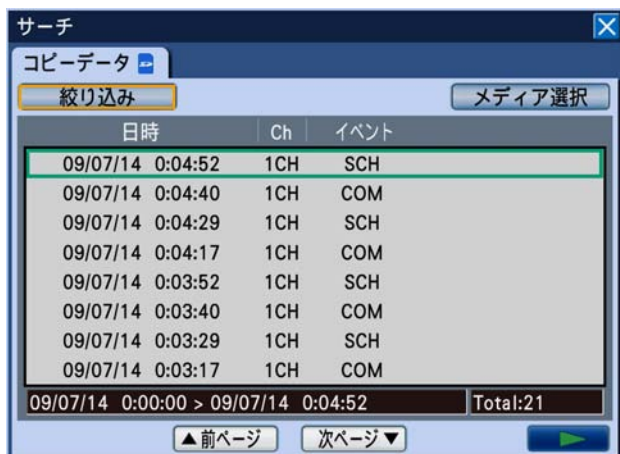 サーチ
コピーデータ
絞り込み メディア選択
日時 Ch イベント
09/07/14 0:04:52 1CH SCH
09/07/14 0:04:40 1CH COM
09/07/14 0:04:29 1CH SCH
09/07/14 0:04:17 1CH COM
09/07/14 0:03:52 1CH SCH
09/07/14 0:03:40 1CH COM
09/07/14 0:03:29 1CH SCH
09/07/14 0:03:17 1CH COM
09/07/14 0:00:00 > 09/07/14 0:04:52 Total:21
▲前ページ 次ページ▼